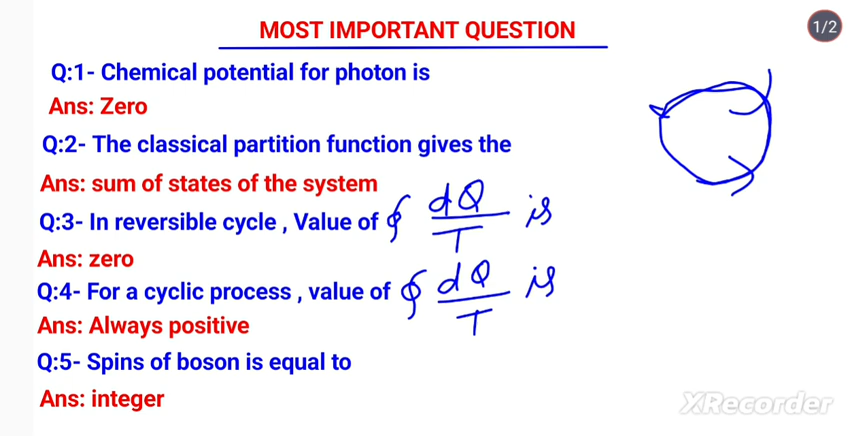 MOST IMPORTANT QUESTION
1/2
Q:1- Chemical potential for photon is
Ans: Zero
Q:2- The classical partition function gives the
Ans: sum of states of the system
Q:3- In reversible cycle , Value of ∮ dQ/T is
Ans: zero
Q:4- For a cyclic process , value of ∮ dQ/T is
Ans: Always positive
Q:5- Spins of boson is equal to
Ans: integer
XRecorder